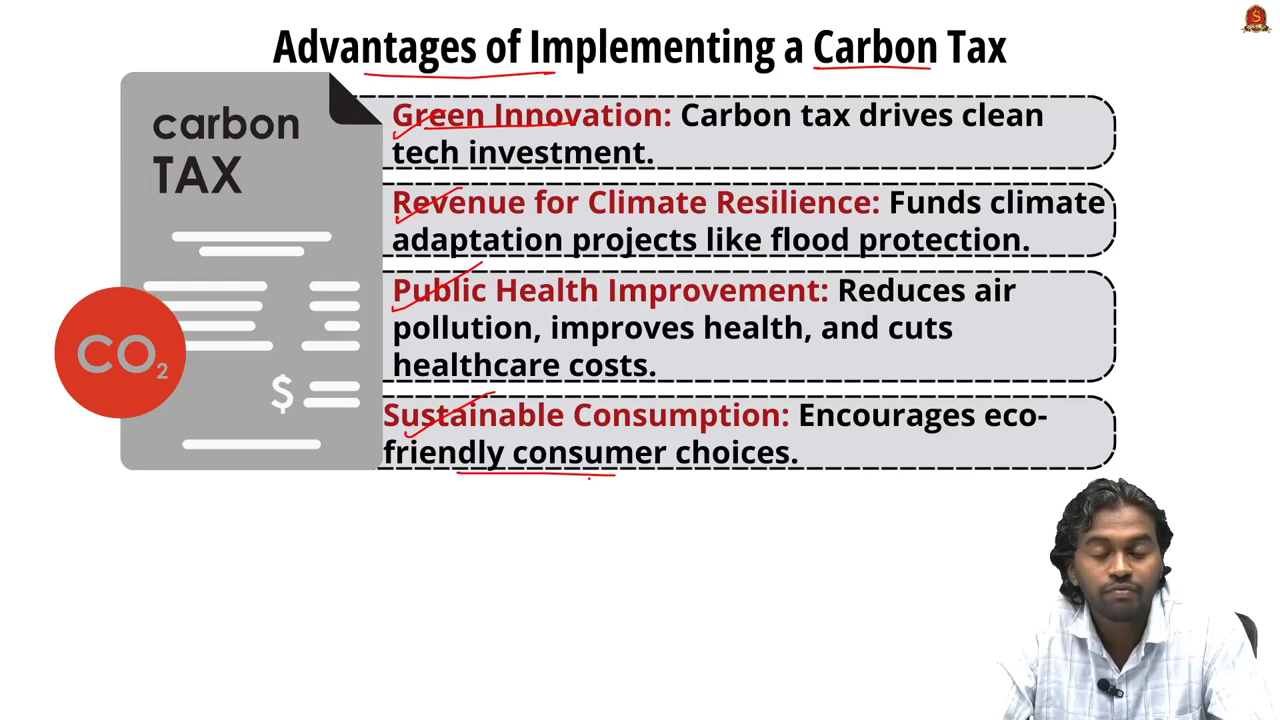 Advantages of Implementing a Carbon Tax
carbon
TAX
CO2
$
Green Innovation: Carbon tax drives clean
tech investment.
Revenue for Climate Resilience: Funds climate
adaptation projects like flood protection.
Public Health Improvement: Reduces air
pollution, improves health, and cuts
healthcare costs.
Sustainable Consumption: Encourages eco-
friendly consumer choices.